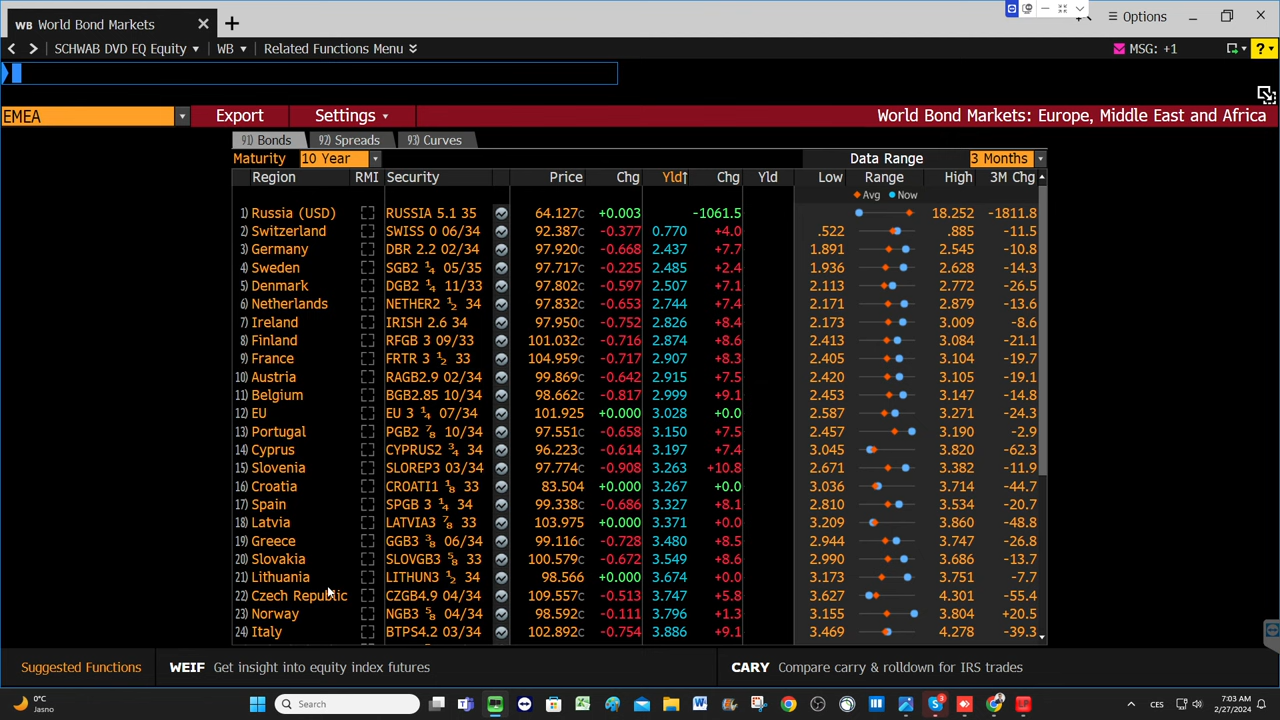 WB World Bond Markets
Options
SCHWAB DVD EQ Equity WB Related Functions Menu MSG: +1
EMEA Export Settings World Bond Markets: Europe, Middle East and Africa
91) Bonds 92) Spreads 93) Curves
Maturity 10 Year Data Range 3 Months
Region RMI Security Price Chg Yld↑ Chg Yld Low Range High 3M Chg
Avg Now
1) Russia (USD) RUSSIA 5.1 35 64.127c +0.003 -1061.5 18.252 -1811.8
2) Switzerland SWISS 0 06/34 92.387c -0.377 0.770 +4.0 .522 .885 -11.5
3) Germany DBR 2.2 02/34 97.920c -0.668 2.437 +7.7 1.891 2.545 -10.8
4) Sweden SGB2 ¼ 05/35 97.717c -0.225 2.485 +2.4 1.936 2.628 -14.3
5) Denmark DGB2 ¼ 11/33 97.802c -0.597 2.507 +7.1 2.113 2.772 -26.5
6) Netherlands NETHER2 ½ 34 97.832c -0.653 2.744 +7.4 2.171 2.879 -13.6
7) Ireland IRISH 2.6 34 97.950c -0.752 2.826 +8.4 2.173 3.009 -8.6
8) Finland RFGB 3 09/33 101.032c -0.716 2.874 +8.6 2.413 3.084 -21.1
9) France FRTR 3 ½ 33 104.959c -0.717 2.907 +8.3 2.405 3.104 -19.7
10) Austria RAGB2.9 02/34 99.869c -0.642 2.915 +7.5 2.420 3.105 -19.1
11) Belgium BGB2.85 10/34 98.662c -0.817 2.999 +9.1 2.453 3.147 -14.8
12) EU EU 3 ¼ 07/34 101.925 +0.000 3.028 +0.0 2.587 3.271 -24.3
13) Portugal PGB2 ⅞ 10/34 97.551c -0.658 3.150 +7.5 2.457 3.190 -2.9
14) Cyprus CYPRUS2 ¾ 34 96.223c -0.614 3.197 +7.4 3.045 3.820 -62.3
15) Slovenia SLOREP3 03/34 97.774c -0.908 3.263 +10.8 2.671 3.382 -11.9
16) Croatia CROATI1 ⅛ 33 83.504 +0.000 3.267 +0.0 3.036 3.714 -44.7
17) Spain SPGB 3 ¼ 34 99.338c -0.686 3.327 +8.1 2.810 3.534 -20.7
18) Latvia LATVIA3 ⅞ 33 103.975 +0.000 3.371 +0.0 3.209 3.860 -48.8
19) Greece GGB3 ⅜ 06/34 99.116c -0.728 3.480 +8.5 2.944 3.747 -26.8
20) Slovakia SLOVGB3 ⅝ 33 100.579c -0.672 3.549 +8.6 2.990 3.686 -13.7
21) Lithuania LITHUN3 ½ 34 98.566 +0.000 3.674 +0.0 3.173 3.751 -7.7
22) Czech Republic CZGB4.9 04/34 109.557c -0.513 3.747 +5.8 3.627 4.301 -55.4
23) Norway NGB3 ⅝ 04/34 98.592c -0.111 3.796 +1.3 3.155 3.804 +20.5
24) Italy BTPS4.2 03/34 102.892c -0.754 3.886 +9.1 3.469 4.278 -39.3
Suggested Functions WEIF Get insight into equity index futures CARY Compare carry & rolldown for IRS trades
0°C
Jasno
Search
CES
7:03 AM
2/27/2024